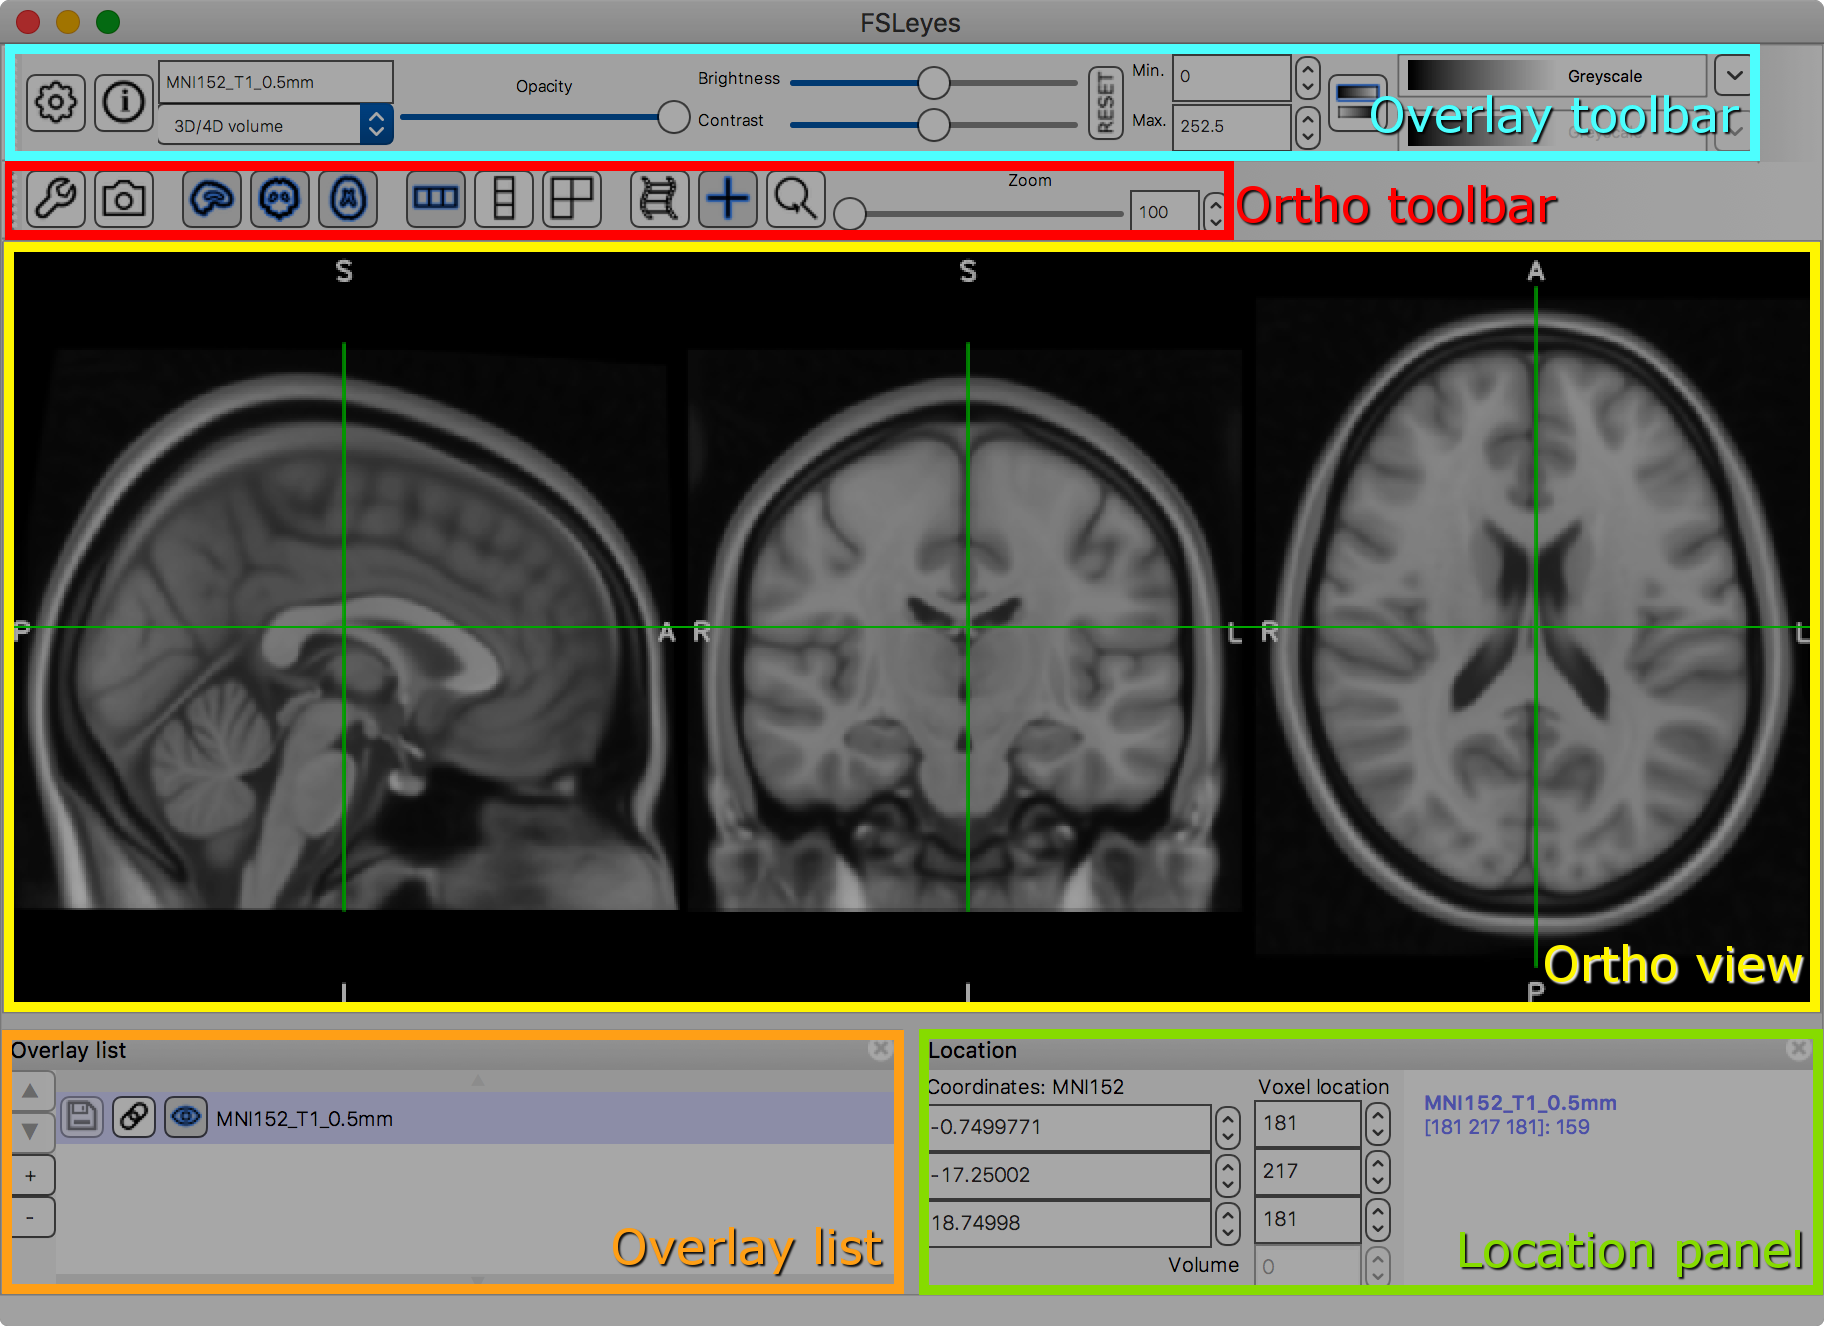 FSLeyes
MNI152_T1_0.5mm
3D/4D volume
Opacity
Brightness
Contrast
RESET
Min. 0
Max. 252.5
Greyscale
Greyscale
Overlay toolbar
Zoom
100
Ortho toolbar
S S A
P A R L R L
I I P
Ortho view
Overlay list
MNI152_T1_0.5mm
+
-
Overlay list
Location
Coordinates: MNI152 Voxel location
-0.7499771 181
-17.25002 217
18.74998 181
Volume 0
MNI152_T1_0.5mm
[181 217 181]: 159
Location panel